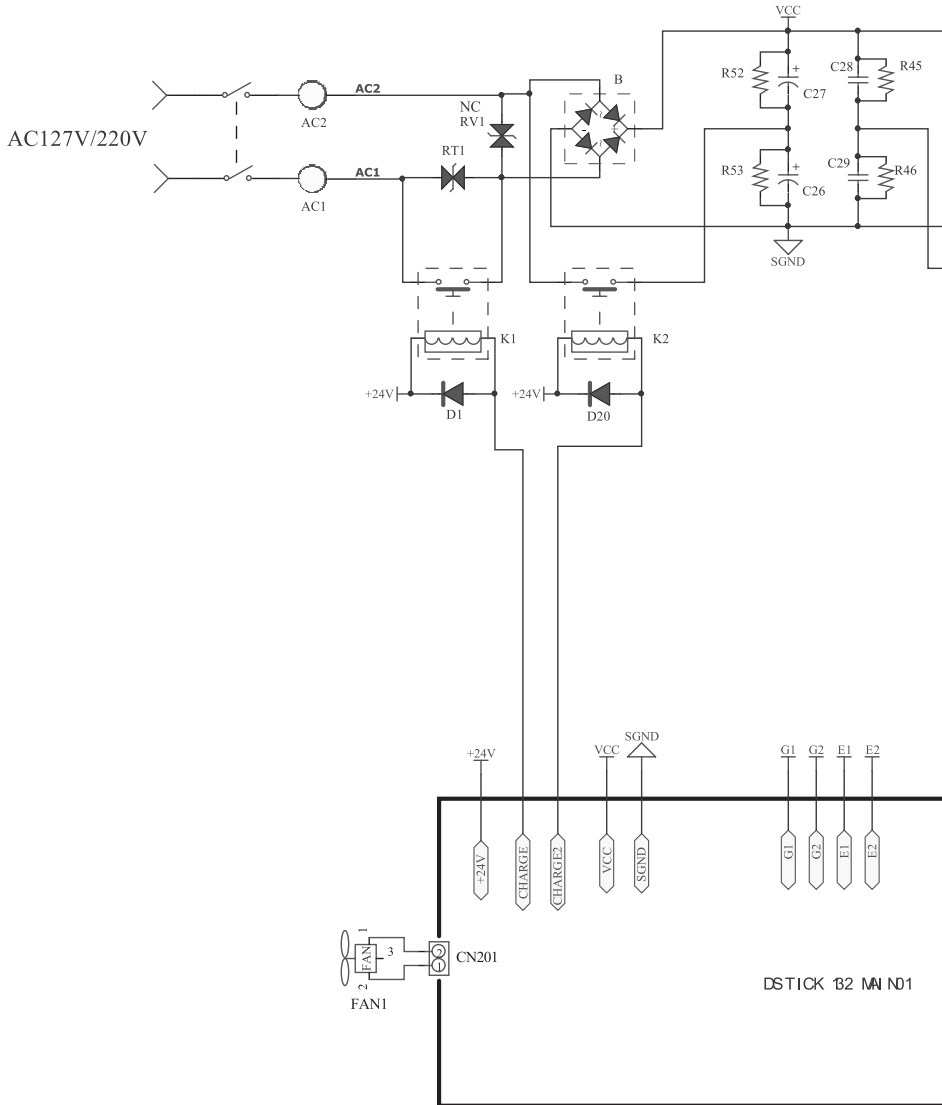 VCC
B
R52
+
C27
C28
R45
AC2
AC2
NC
RV1
~
- +
~
AC127V/220V
RT1
R53
+
C26
C29
R46
AC1
AC1
SGND
K1
K2
+24V
D1
+24V
D20
+24V
VCC
SGND
G1
G2
E1
E2
+24V
CHARGE
CHARGE2
VCC
SGND
G1
G2
E1
E2
1
FAN
3
2
2
1
CN201
FAN1
DSTICK 132 MAIN01